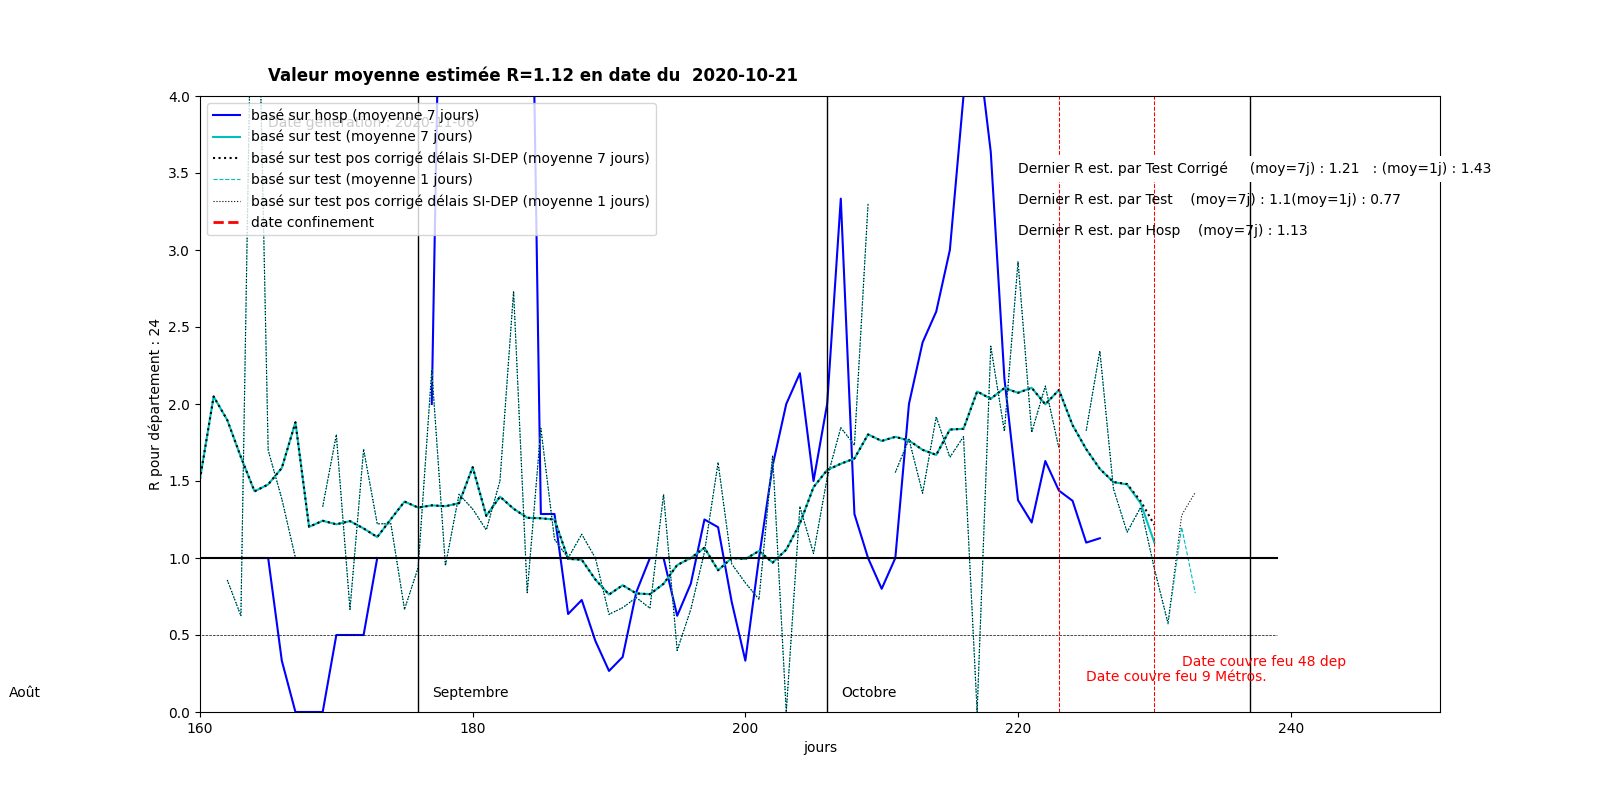 Valeur moyenne estimée R=1.12 en date du  2020-10-21
Date génération : 2020-11-06
basé sur hosp (moyenne 7 jours)
basé sur test (moyenne 7 jours)
basé sur test pos corrigé délais SI-DEP (moyenne 7 jours)
basé sur test (moyenne 1 jours)
basé sur test pos corrigé délais SI-DEP (moyenne 1 jours)
date confinement
Dernier R est. par Test Corrigé     (moy=7j) : 1.21   : (moy=1j) : 1.43
Dernier R est. par Test    (moy=7j) : 1.1(moy=1j) : 0.77
Dernier R est. par Hosp    (moy=7j) : 1.13
4.0
3.5
3.0
2.5
2.0
1.5
1.0
0.5
0.0
R pour département : 24
Date couvre feu 48 dep
Date couvre feu 9 Métros.
Août
Septembre
Octobre
160
180
200
220
240
jours